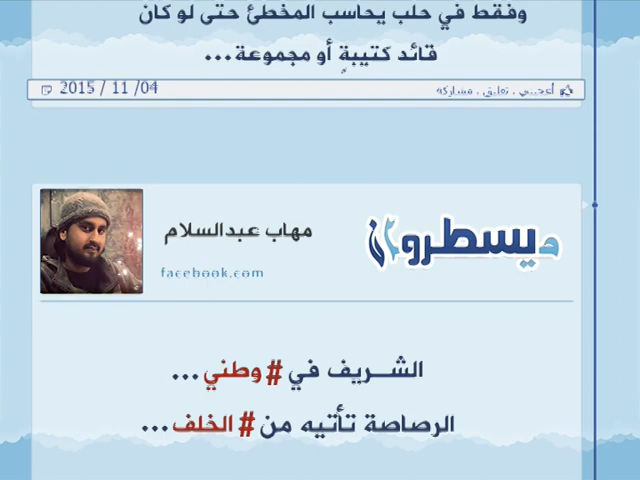 وفقط في حلب يحاسب المخطئ حتى لو كان
قائد كتيبةٍ أو مجموعة...
أعجبني . تعليق . مشاركة
2015 / 11 /04
ويسطرون
مهاب عبدالسلام
facebook.com
الشـــريف في #وطني...
الرصاصة تأتيه من #الخلف...